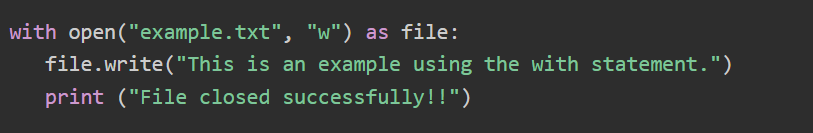 with open("example.txt", "w") as file:
   file.write("This is an example using the with statement.")
   print ("File closed successfully!!")